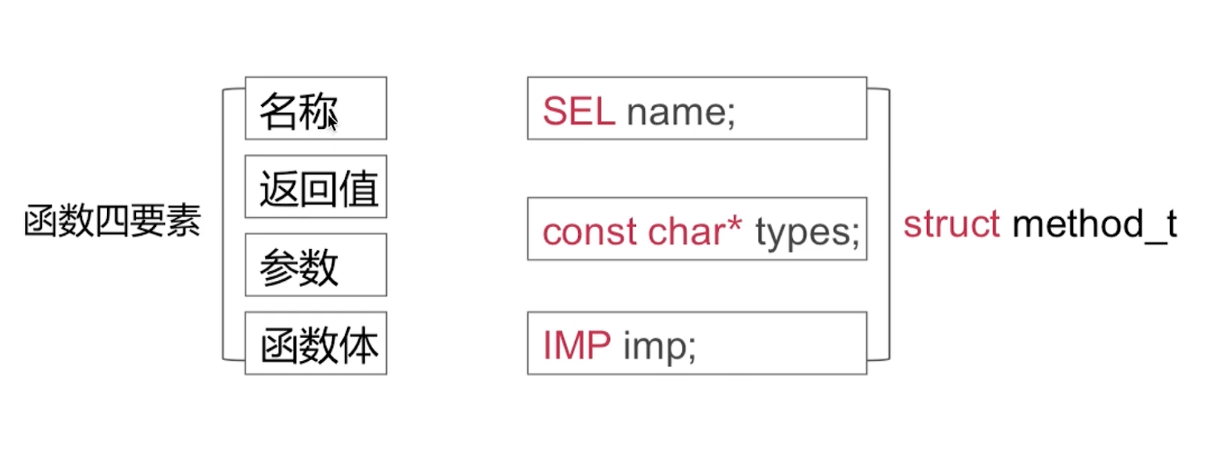 函数四要素
名称
返回值
参数
函数体
SEL name;
const char* types;
IMP imp;
struct method_t